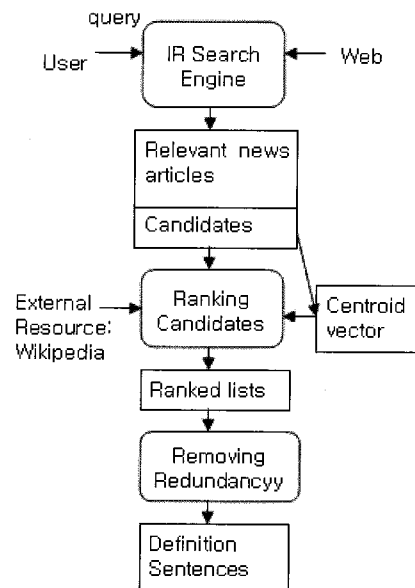 query
User
IR Search
Engine
Web
Relevant news
articles
Candidates
External
Resource:
Wikipedia
Ranking
Candidates
Centroid
vector
Ranked lists
Removing
Redundancyy
Definition
Sentences